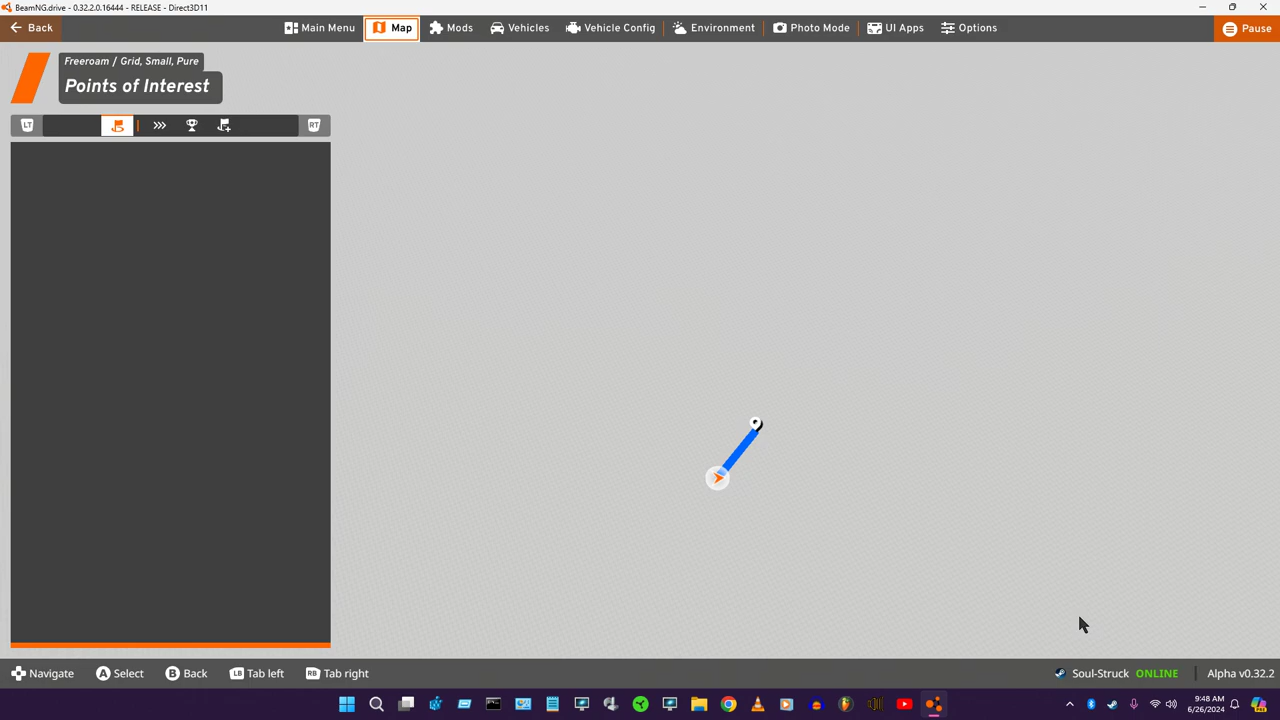 BeamNG.drive - 0.32.2.0.16444 - RELEASE - Direct3D11
Back
Main Menu
Map
Mods
Vehicles
Vehicle Config
Environment
Photo Mode
UI Apps
Options
Pause
Freeroam / Grid, Small, Pure
Points of Interest
LT
RT
Navigate
A Select
B Back
LB Tab left
RB Tab right
Soul-Struck ONLINE
Alpha v0.32.2
9:48 AM
6/26/2024